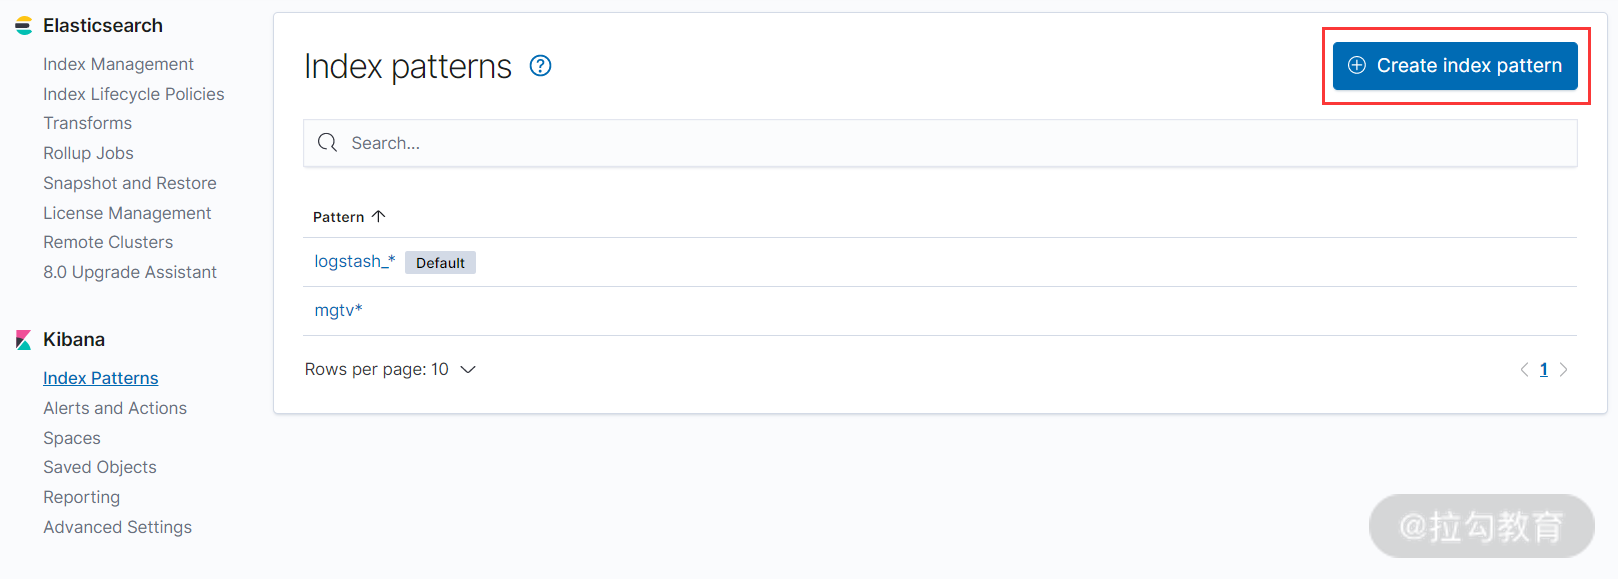 Elasticsearch
Index Management
Index Lifecycle Policies
Transforms
Rollup Jobs
Snapshot and Restore
License Management
Remote Clusters
8.0 Upgrade Assistant
Kibana
Index Patterns
Alerts and Actions
Spaces
Saved Objects
Reporting
Advanced Settings
Index patterns ?
Create index pattern
Search...
Pattern ↑
logstash_* Default
mgtv*
Rows per page: 10
< 1 >
@拉勾教育